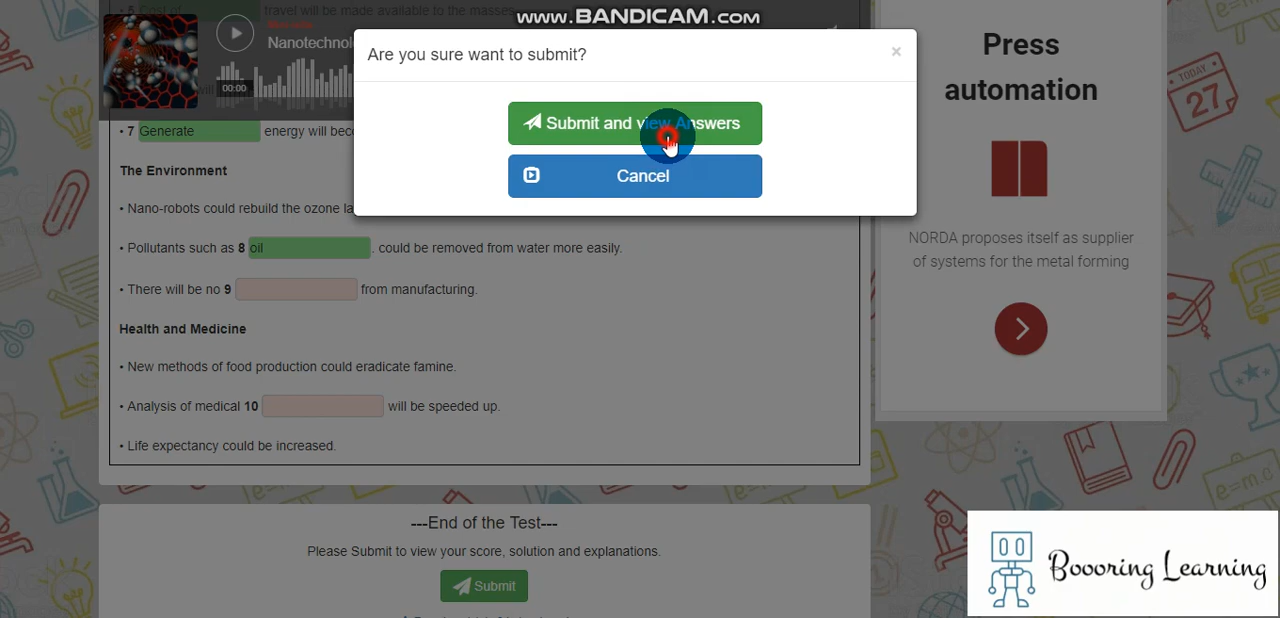 www.BANDICAM.com
• 5 East of travel will be made available to the masses.
Nanotechnol
00:00
Are you sure want to submit?
×
Submit and view Answers
Cancel
• 7 Generate energy will bec
The Environment
• Nano-robots could rebuild the ozone la
• Pollutants such as 8 oil . could be removed from water more easily.
• There will be no 9 from manufacturing.
Health and Medicine
• New methods of food production could eradicate famine.
• Analysis of medical 10 will be speeded up.
• Life expectancy could be increased.
---End of the Test---
Please Submit to view your score, solution and explanations.
Submit
Press
automation
NORDA proposes itself as supplier
of systems for the metal forming
TODAY
27
e=m.c
Boooring Learning